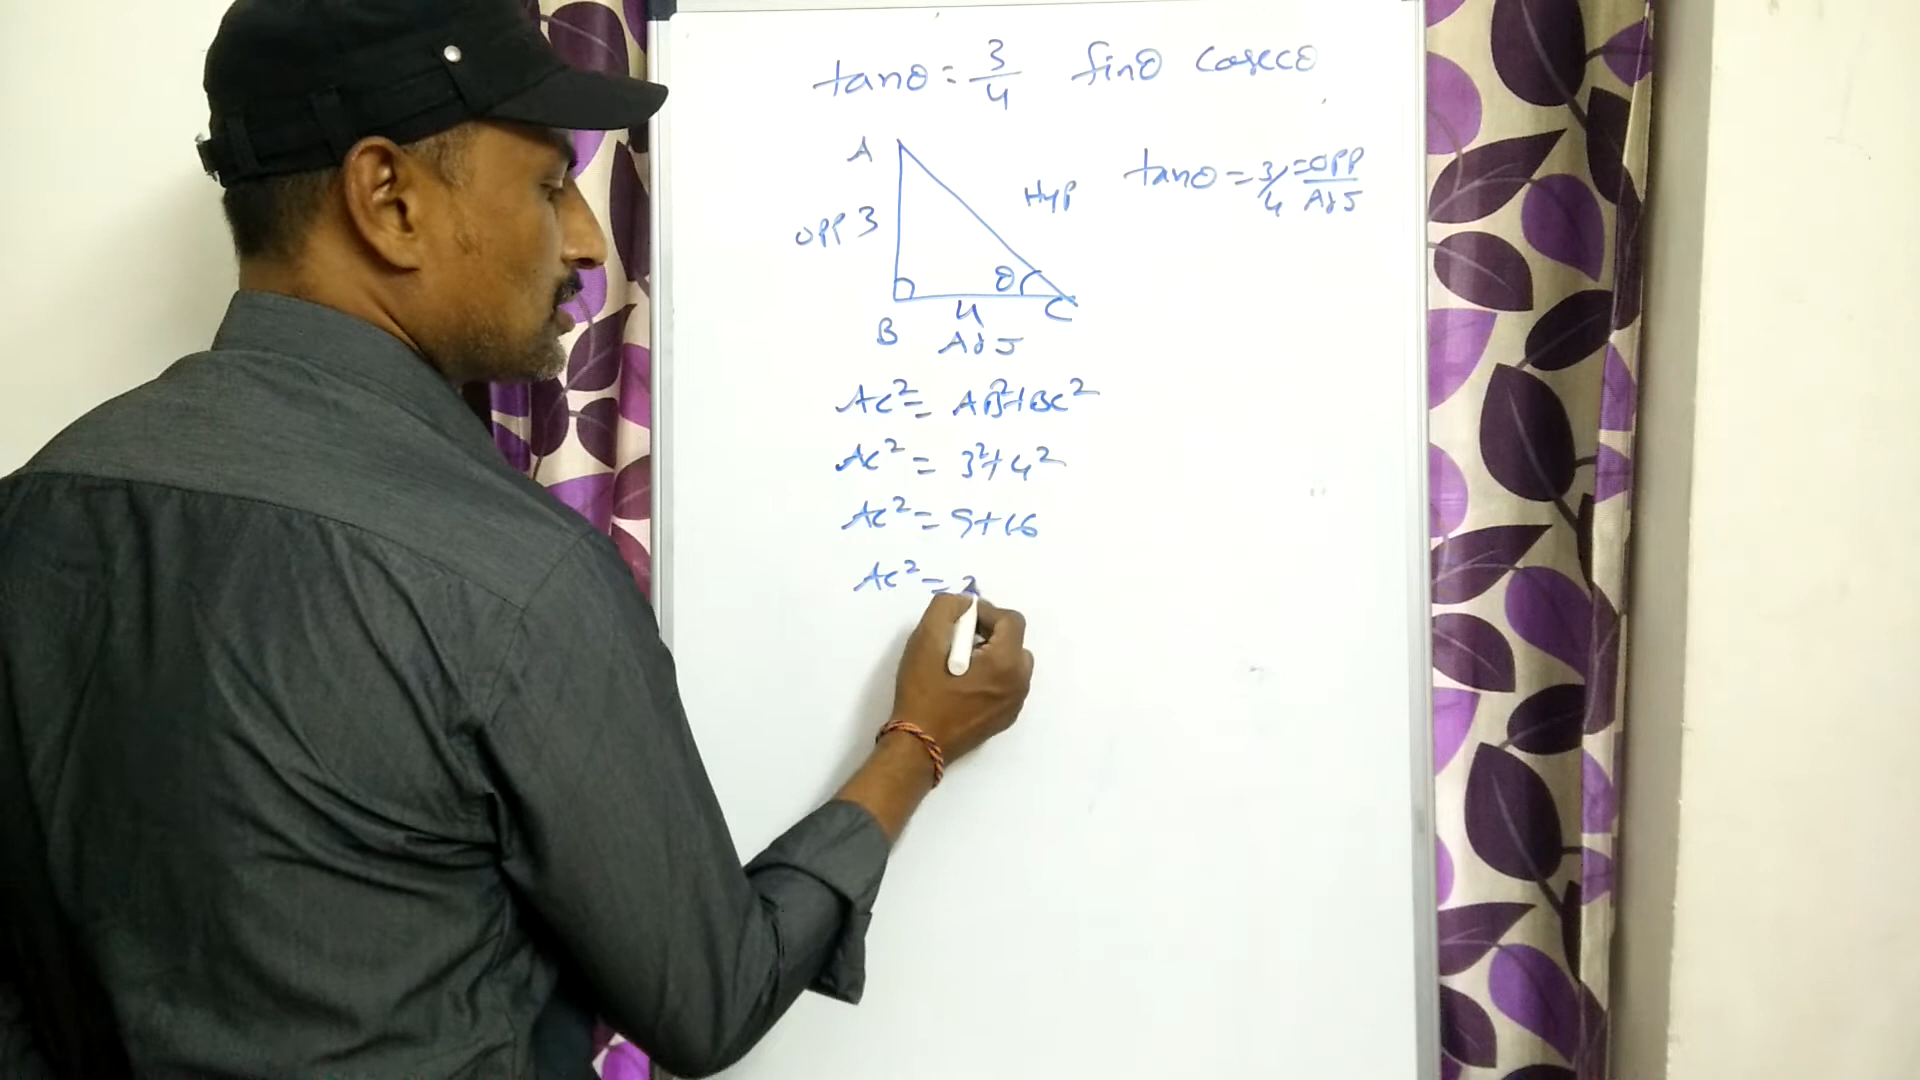 tanθ = 3/4 sinθ cosecθ
A
Hyp
tanθ = 3/4 = OPP/AdJ
OPP 3
θ
B
4
C
AdJ
AC² = AB²+BC²
AC² = 3²+4²
AC² = 9+16
AC² = 2